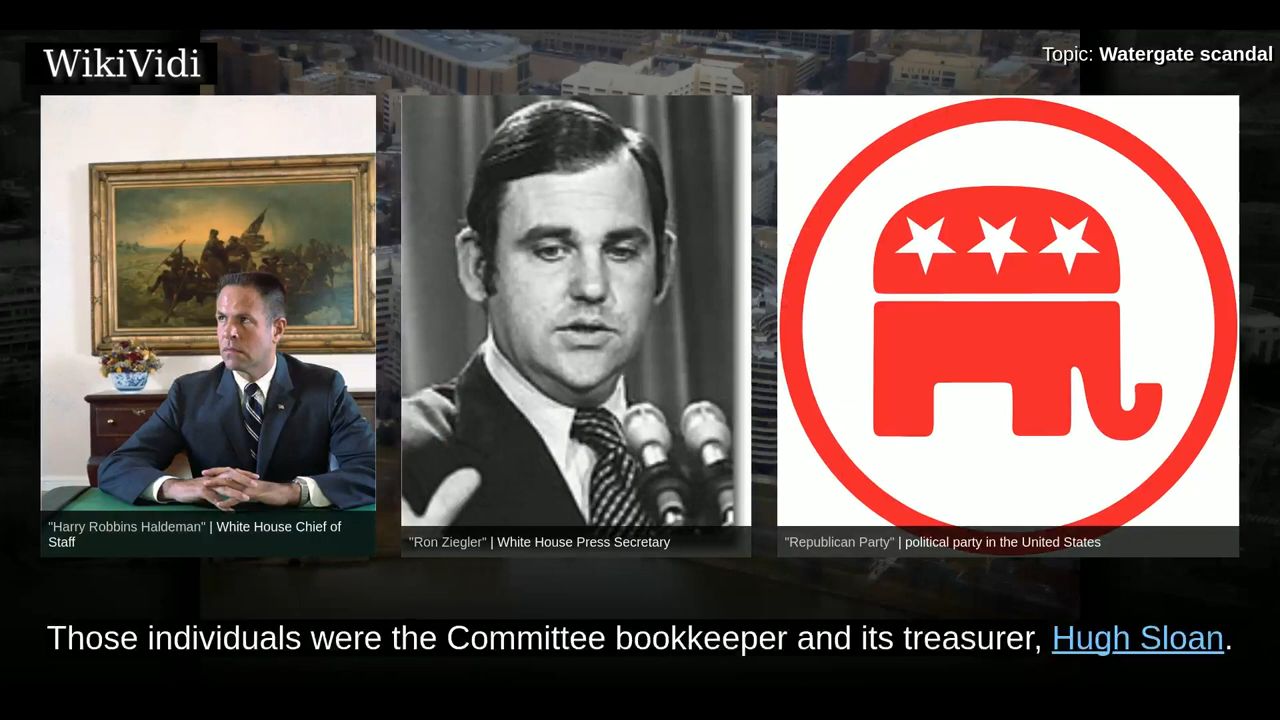 WikiVidi
Topic: Watergate scandal
"Harry Robbins Haldeman" | White House Chief of
Staff
"Ron Ziegler" | White House Press Secretary
"Republican Party" | political party in the United States
Those individuals were the Committee bookkeeper and its treasurer, Hugh Sloan.